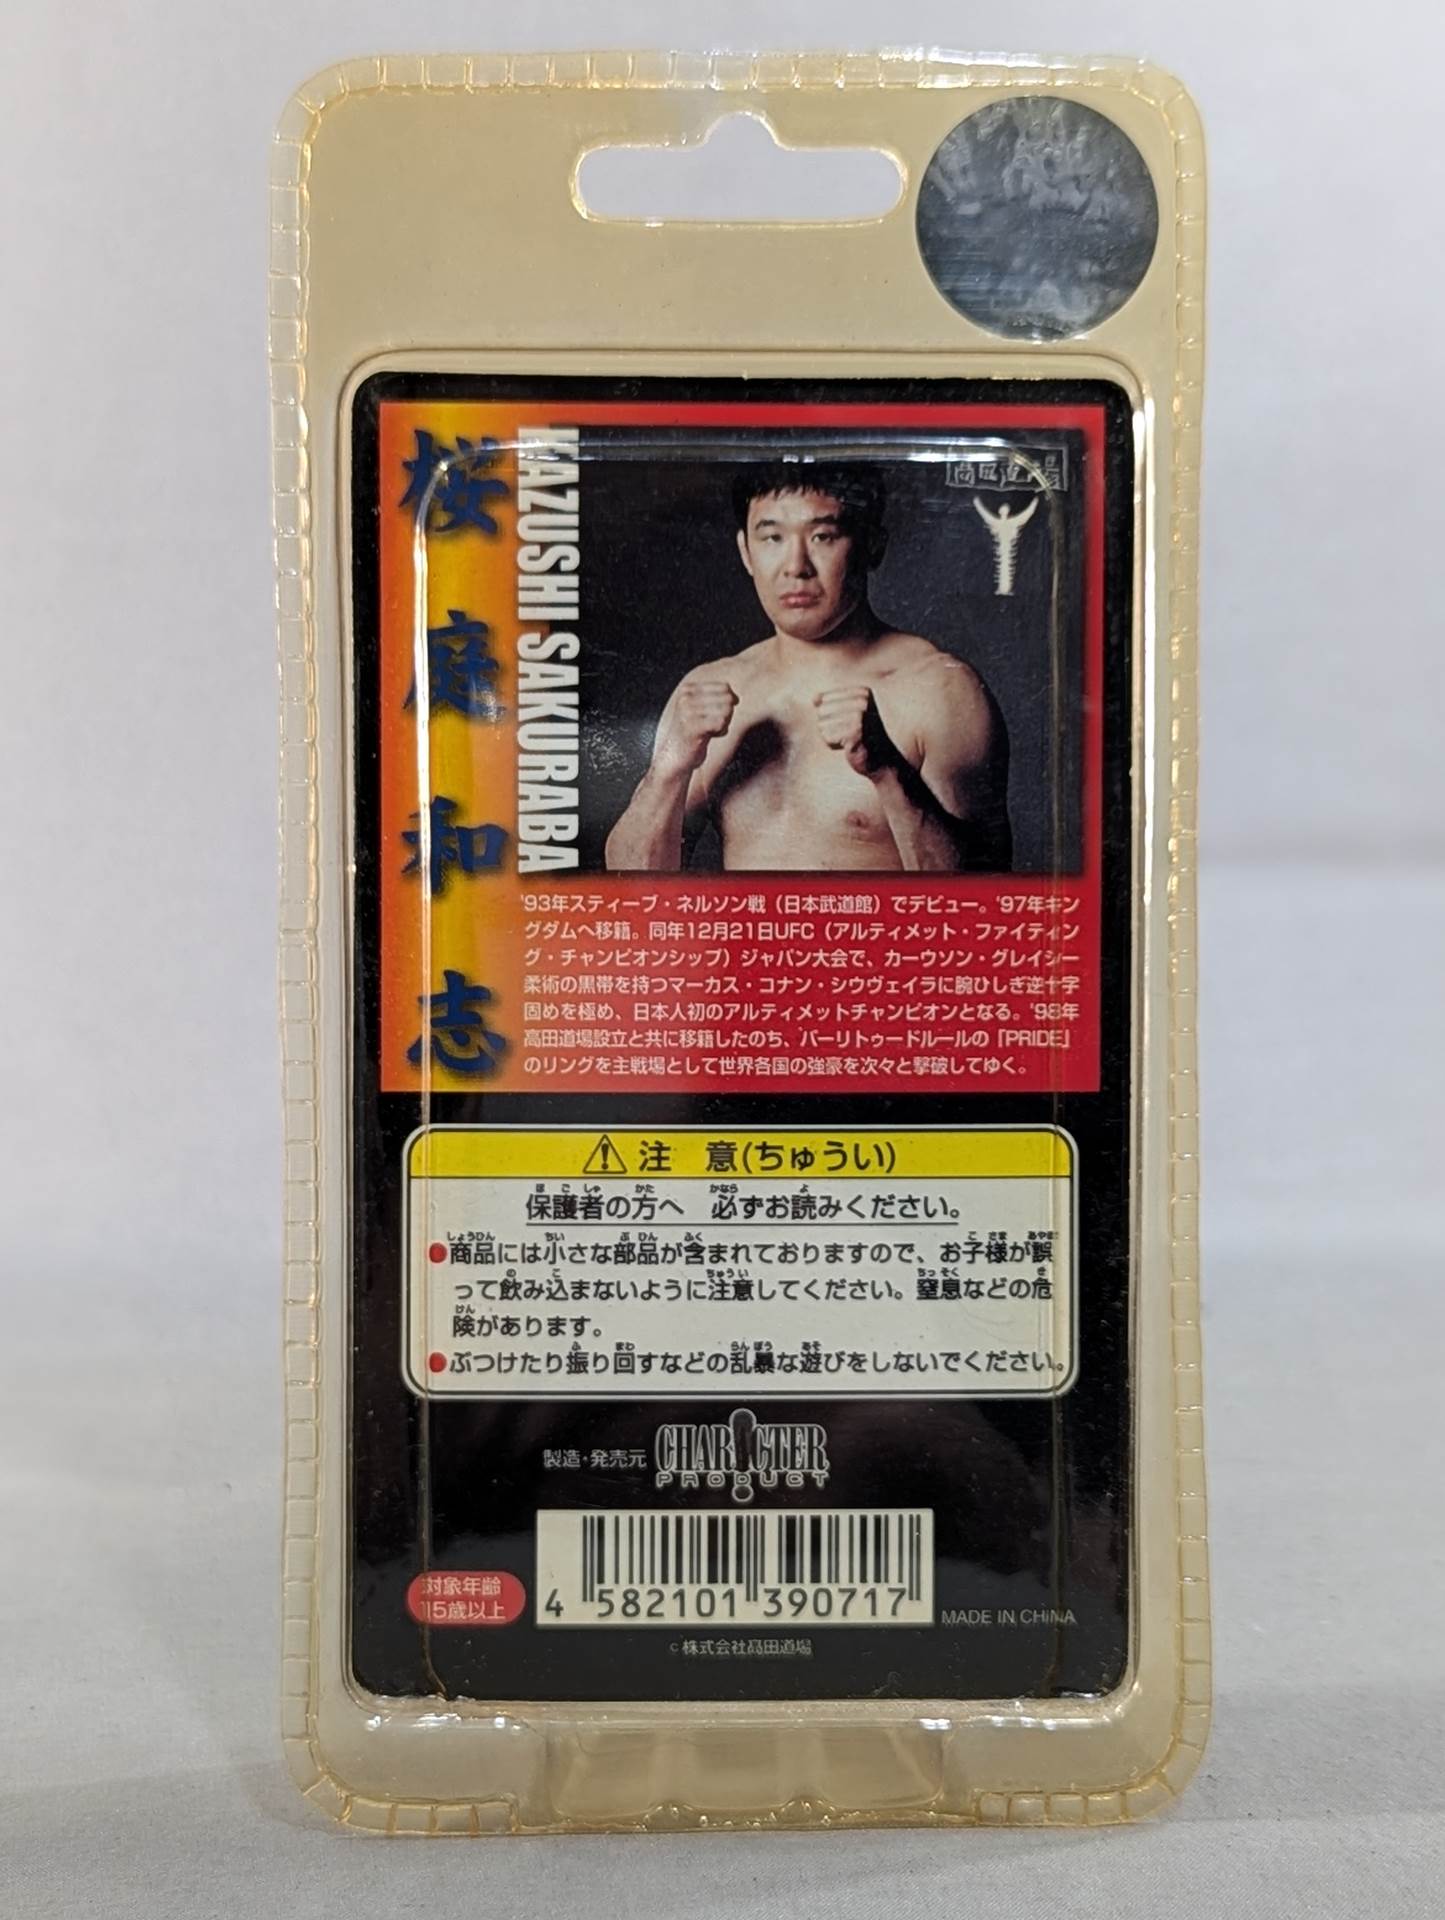 桜庭和志
KAZUSHI SAKURABA
高田道場
'93年スティーブ・ネルソン戦（日本武道館）でデビュー。'97年キン
グダムへ移籍。同年12月21日UFC（アルティメット・ファイティン
グ・チャンピオンシップ）ジャパン大会で、カーウソン・グレイシー
柔術の黒帯を持つマーカス・コナン・シウヴェイラに腕ひしぎ逆十字
固めを極め、日本人初のアルティメットチャンピオンとなる。'98年
高田道場設立と共に移籍したのち、バーリトゥードルールの「PRIDE」
のリングを主戦場として世界各国の強豪を次々と撃破してゆく。
注 意(ちゅうい)
保護者の方へ 必ずお読みください。
●商品には小さな部品が含まれておりますので、お子様が誤
って飲み込まないように注意してください。窒息などの危
険があります。
●ぶつけたり振り回すなどの乱暴な遊びをしないでください。
製造・発売元 CHARACTER
PRODUCT
対象年齢
15歳以上
4 582101 390717
MADE IN CHINA
©株式会社高田道場